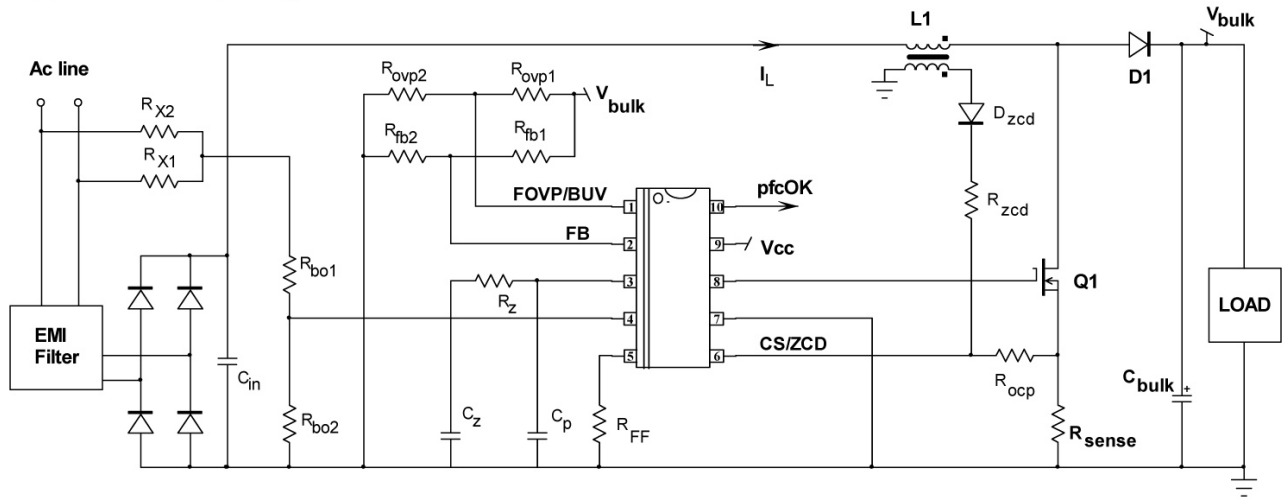 L1
V bulk
Ac line
R ovp2
R ovp1
I L
D1
V bulk
R X2
D zcd
R fb2
R fb1
R X1
FOVP/BUV
pfcOK
R zcd
1
10
FB
Vcc
2
9
R bo1
3
8
Q1
R z
LOAD
EMI
Filter
4
7
CS/ZCD
5
6
C in
R ocp
C bulk
+
R bo2
C z
C p
R FF
R sense